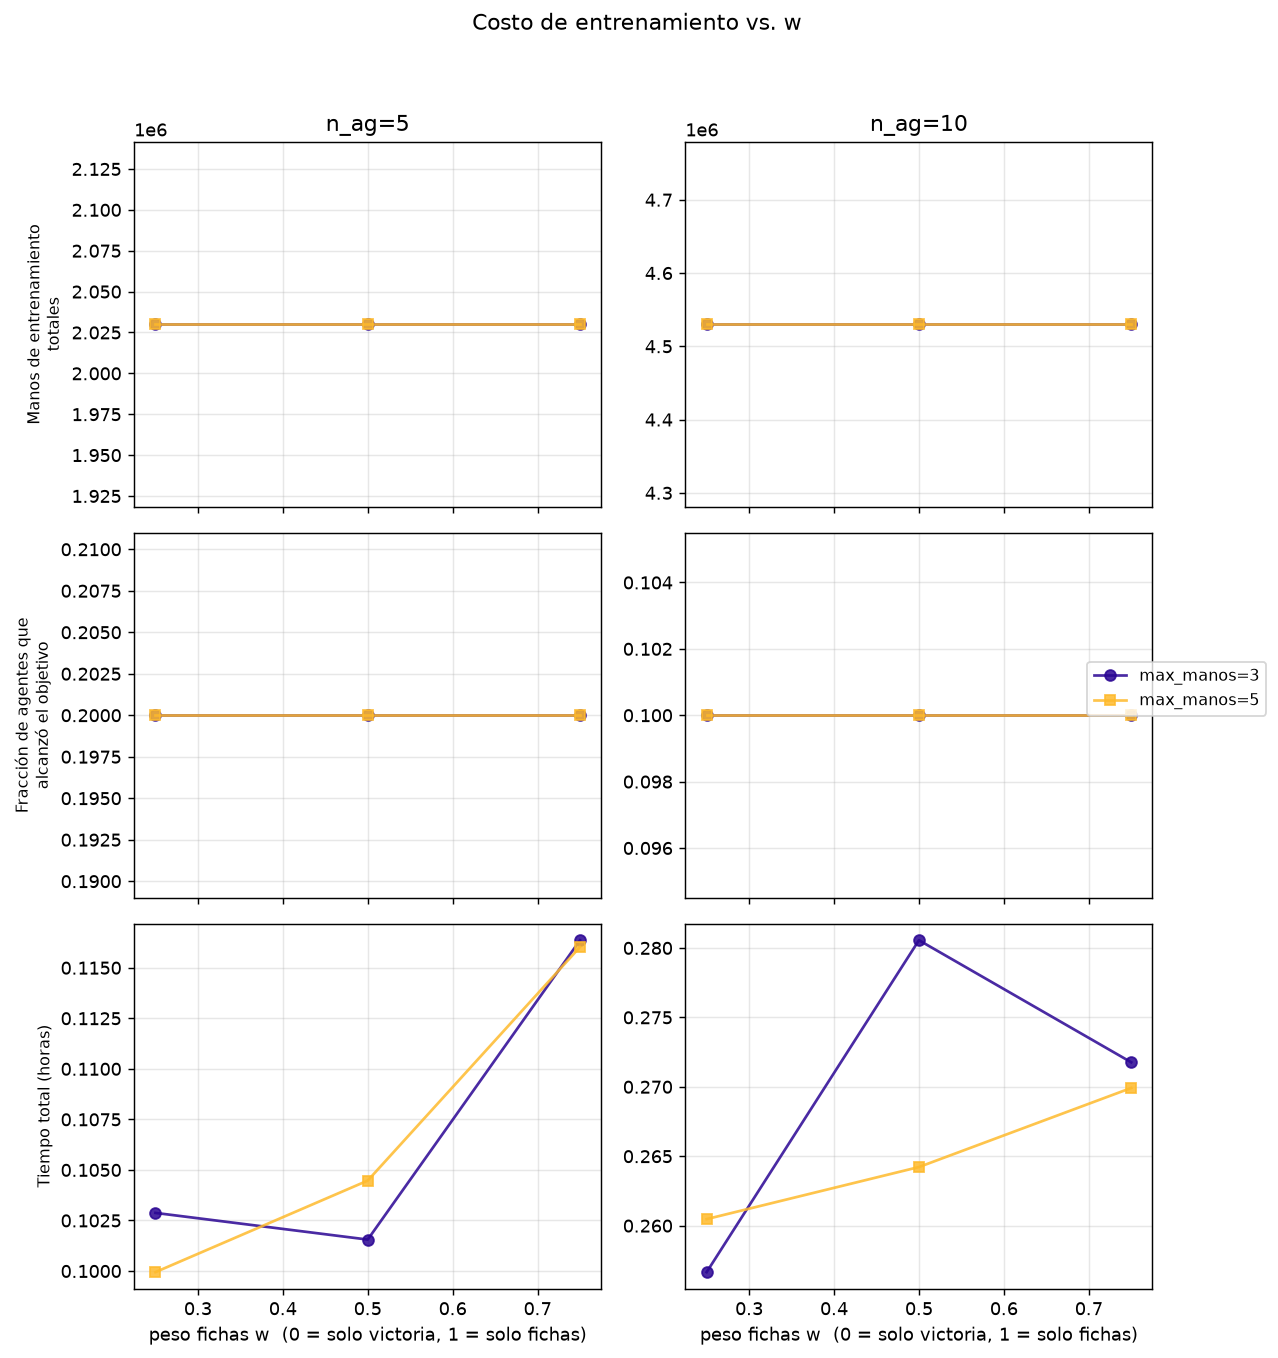 Costo de entrenamiento vs. w
n_ag=5
n_ag=10
1e6
1e6
Manos de entrenamiento
totales
2.125
2.100
2.075
2.050
2.025
2.000
1.975
1.950
1.925
4.7
4.6
4.5
4.4
4.3
Fracción de agentes que
alcanzó el objetivo
0.2100
0.2075
0.2050
0.2025
0.2000
0.1975
0.1950
0.1925
0.1900
0.104
0.102
0.100
0.098
0.096
max_manos=3
max_manos=5
Tiempo total (horas)
0.1150
0.1125
0.1100
0.1075
0.1050
0.1025
0.1000
0.280
0.275
0.270
0.265
0.260
0.3 0.4 0.5 0.6 0.7
0.3 0.4 0.5 0.6 0.7
peso fichas w (0 = solo victoria, 1 = solo fichas)
peso fichas w (0 = solo victoria, 1 = solo fichas)